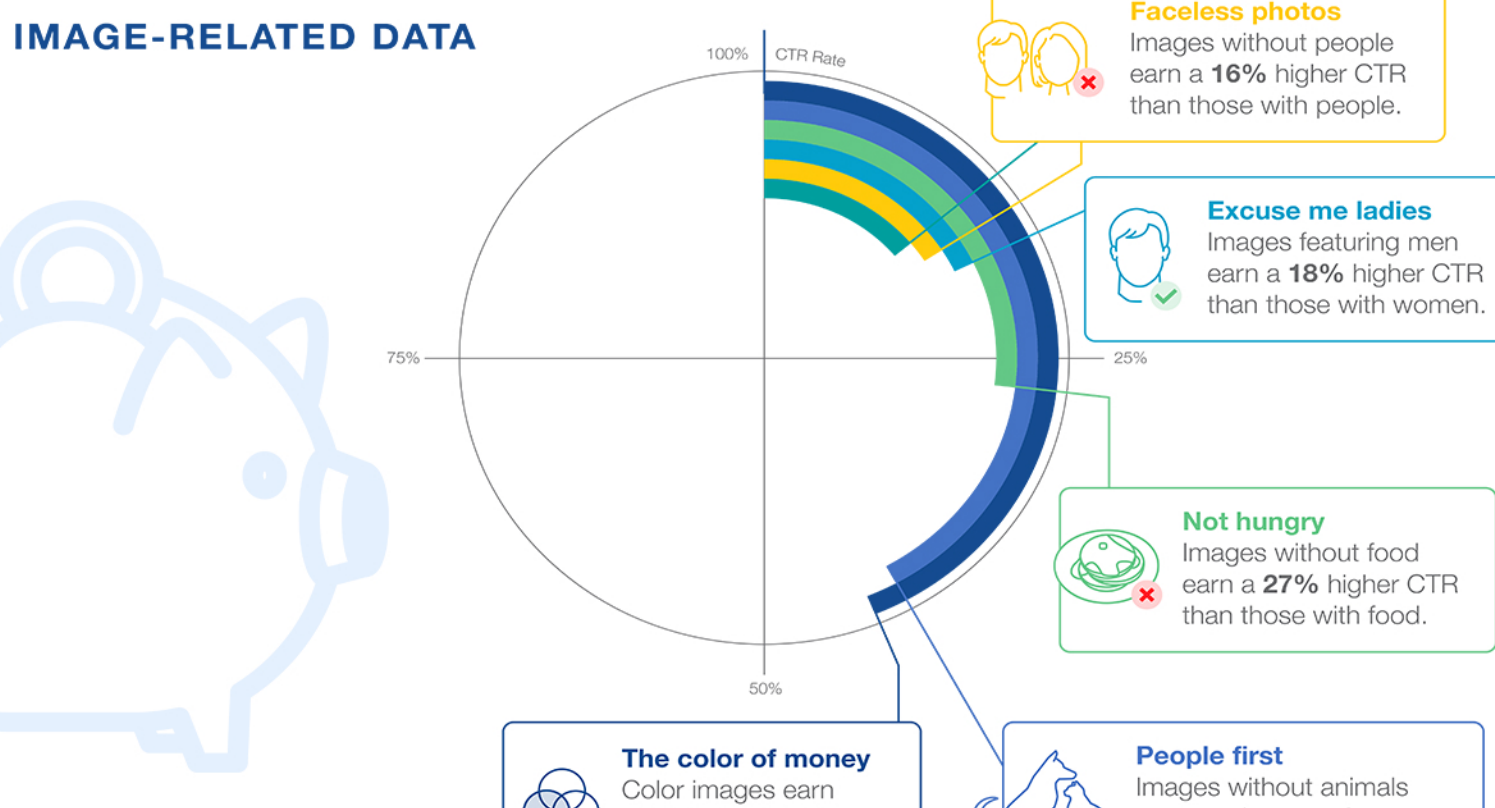 IMAGE-RELATED DATA
100%
CTR Rate
Faceless photos
Images without people
earn a 16% higher CTR
than those with people.
Excuse me ladies
Images featuring men
earn a 18% higher CTR
than those with women.
75%
25%
Not hungry
Images without food
earn a 27% higher CTR
than those with food.
50%
The color of money
Color images earn
People first
Images without animals